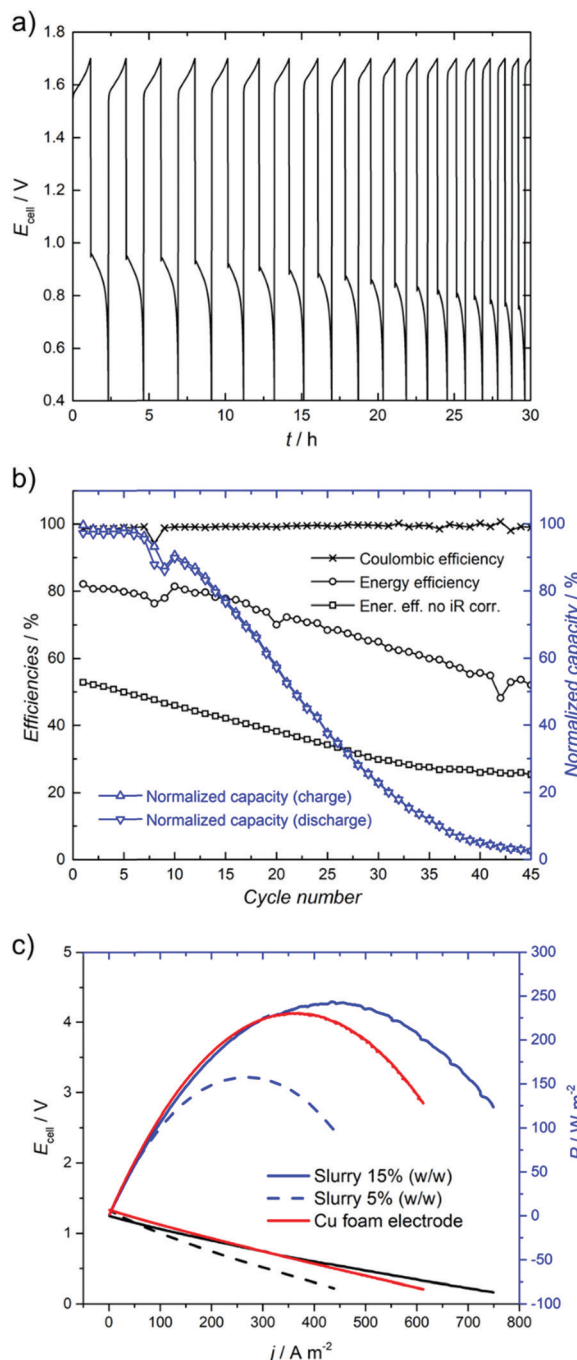 a)
1.8
1.6
1.4
1.2
1.0
0.8
0.6
0.4
E cell / V
0 5 10 15 20 25 30
t / h
b)
100
80
60
40
20
0
Efficiencies / %
Coulombic efficiency
Energy efficiency
Ener. eff. no iR corr.
Normalized capacity (charge)
Normalized capacity (discharge)
100
80
60
40
20
0
Normalized capacity / %
0 5 10 15 20 25 30 35 40 45
Cycle number
c)
5
4
3
2
1
0
E cell / V
Slurry 15% (w/w)
Slurry 5% (w/w)
Cu foam electrode
300
250
200
150
100
50
0
-50
-100
P / W m-2
0 100 200 300 400 500 600 700 800
j / A m-2